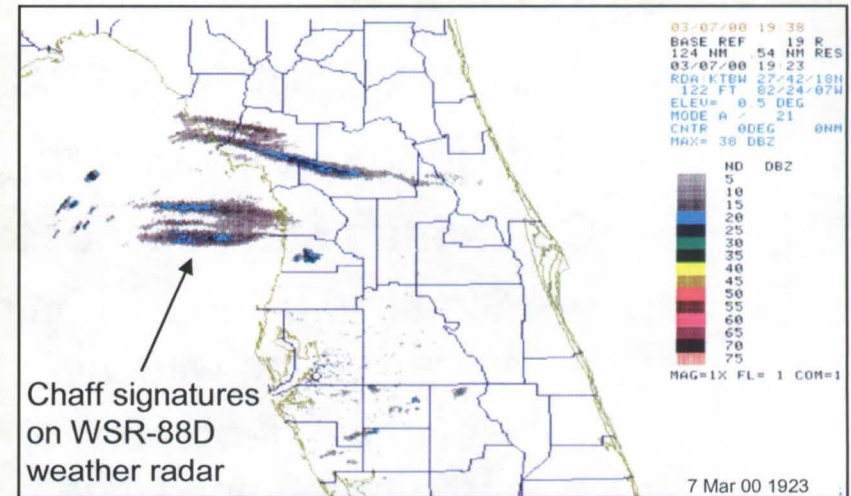 03/07/00 19 38
BASE REF 19 R
124 NM .54 NM RES
03/07/00 19:23
RDA:KTBW 27/42/18N
122 FT 82/24/07W
ELEV= 0.5 DEG
MODE A / 21
CNTR 0DEG 0NM
MAX= 38 DBZ
ND DBZ
5
10
15
20
25
30
35
40
45
50
55
60
65
70
75
MAG=1X FL= 1 COM=1
Chaff signatures
on WSR-88D
weather radar
7 Mar 00 1923